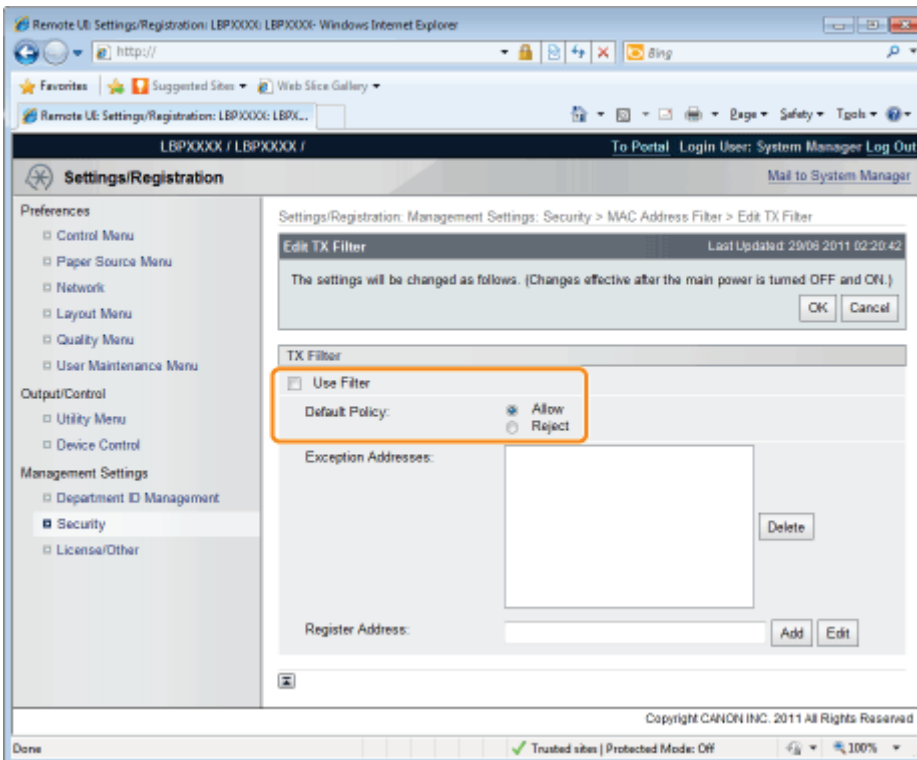 Remote UI: Settings/Registration: LBPXXXX: LBPXXXX- Windows Internet Explorer
http://
Bing
Favorites Suggested Sites Web Slice Gallery
Remote UI: Settings/Registration: LBPXXXX: LBPX...
Page Safety Tools
LBPXXXX / LBPXXXX / To Portal Login User: System Manager Log Out
Settings/Registration Mail to System Manager
Preferences
Control Menu
Paper Source Menu
Network
Layout Menu
Quality Menu
User Maintenance Menu
Output/Control
Utility Menu
Device Control
Management Settings
Department ID Management
Security
License/Other
Settings/Registration: Management Settings: Security > MAC Address Filter > Edit TX Filter
Edit TX Filter Last Updated: 29/06 2011 02:20:42
The settings will be changed as follows. (Changes effective after the main power is turned OFF and ON.)
OK Cancel
TX Filter
Use Filter
Default Policy: Allow
Reject
Exception Addresses:
Delete
Register Address: Add Edit
Copyright CANON INC. 2011 All Rights Reserved
Done Trusted sites | Protected Mode: Off 100%